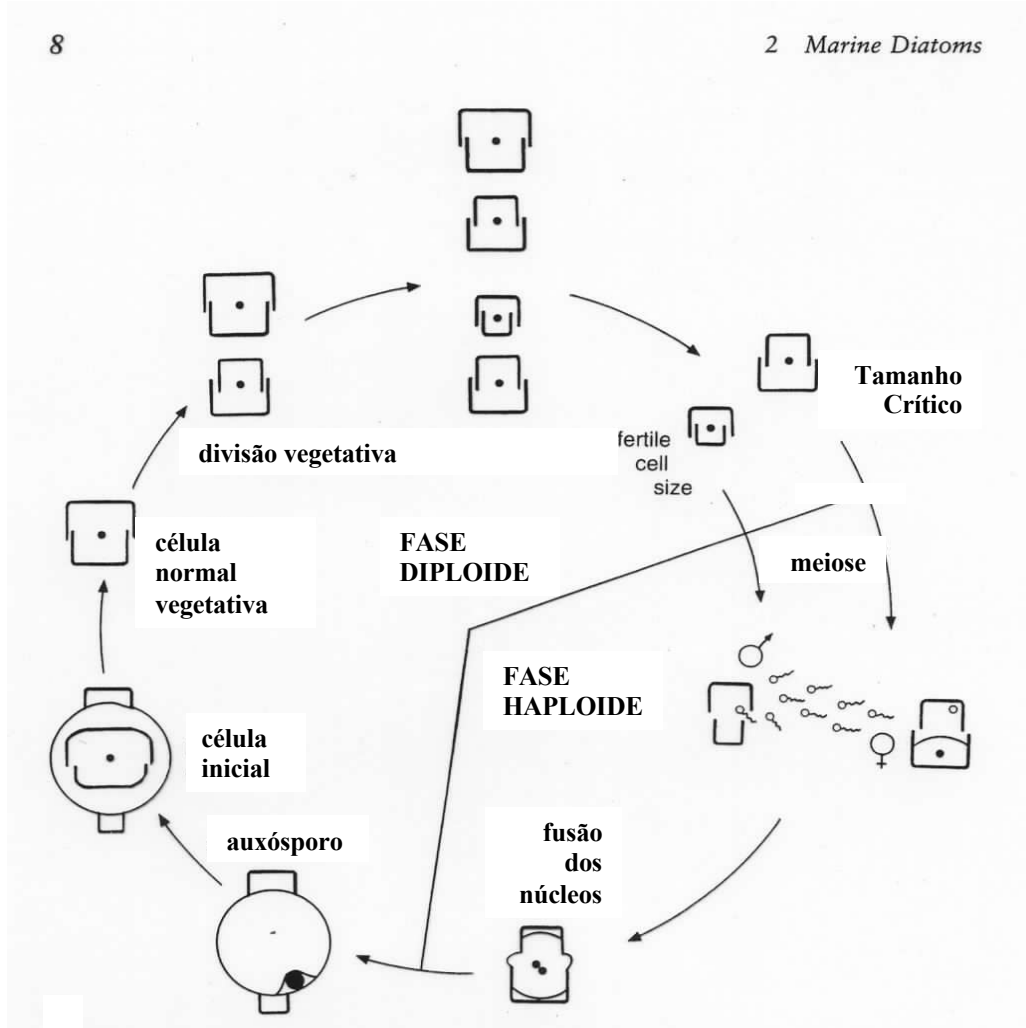 8
2 Marine Diatoms
Tamanho
Crítico
fertile
cell
size
divisão vegetativa
célula
normal
vegetativa
FASE
DIPLOIDE
meiose
FASE
HAPLOIDE
célula
inicial
auxósporo
fusão
dos
núcleos